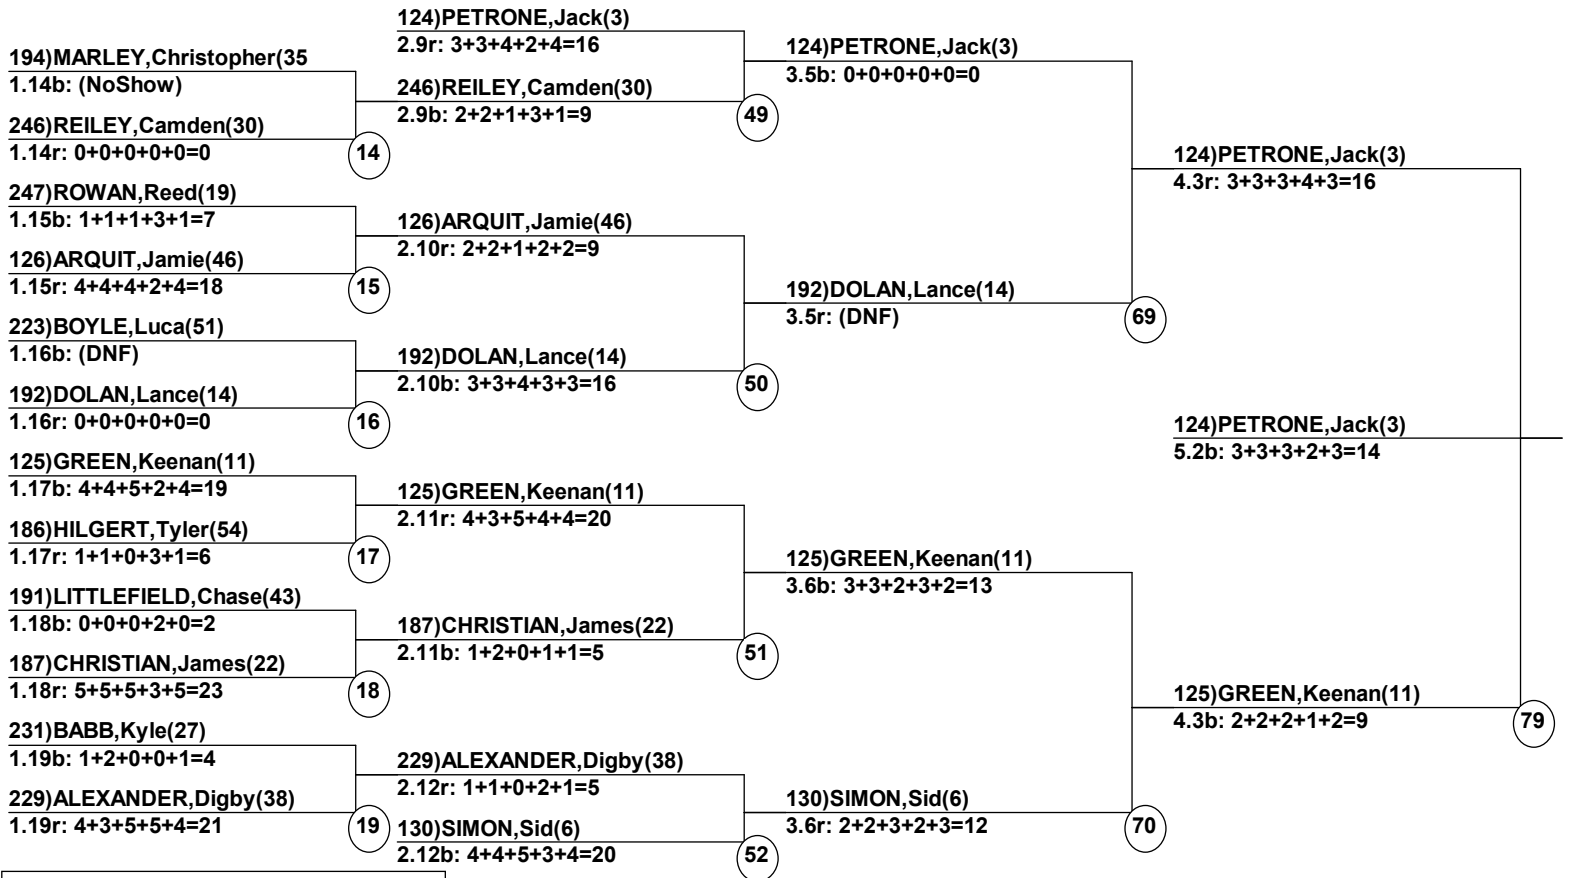 194)MARLEY,Christopher(35
1.14b: (NoShow)
246)REILEY,Camden(30)
1.14r: 0+0+0+0+0=0
14
247)ROWAN,Reed(19)
1.15b: 1+1+1+3+1=7
126)ARQUIT,Jamie(46)
1.15r: 4+4+4+2+4=18
15
223)BOYLE,Luca(51)
1.16b: (DNF)
192)DOLAN,Lance(14)
1.16r: 0+0+0+0+0=0
16
125)GREEN,Keenan(11)
1.17b: 4+4+5+2+4=19
186)HILGERT,Tyler(54)
1.17r: 1+1+0+3+1=6
17
191)LITTLEFIELD,Chase(43)
1.18b: 0+0+0+2+0=2
187)CHRISTIAN,James(22)
1.18r: 5+5+5+3+5=23
18
231)BABB,Kyle(27)
1.19b: 1+2+0+0+1=4
229)ALEXANDER,Digby(38)
1.19r: 4+3+5+5+4=21
19
124)PETRONE,Jack(3)
2.9r: 3+3+4+2+4=16
246)REILEY,Camden(30)
2.9b: 2+2+1+3+1=9
49
126)ARQUIT,Jamie(46)
2.10r: 2+2+1+2+2=9
192)DOLAN,Lance(14)
2.10b: 3+3+4+3+3=16
50
125)GREEN,Keenan(11)
2.11r: 4+3+5+4+4=20
187)CHRISTIAN,James(22)
2.11b: 1+2+0+1+1=5
51
229)ALEXANDER,Digby(38)
2.12r: 1+1+0+2+1=5
130)SIMON,Sid(6)
2.12b: 4+4+5+3+4=20
52
124)PETRONE,Jack(3)
3.5b: 0+0+0+0+0=0
192)DOLAN,Lance(14)
3.5r: (DNF)
69
125)GREEN,Keenan(11)
3.6b: 3+3+2+3+2=13
130)SIMON,Sid(6)
3.6r: 2+2+3+2+3=12
70
124)PETRONE,Jack(3)
4.3r: 3+3+3+4+3=16
125)GREEN,Keenan(11)
4.3b: 2+2+2+1+2=9
79
124)PETRONE,Jack(3)
5.2b: 3+3+3+2+3=14